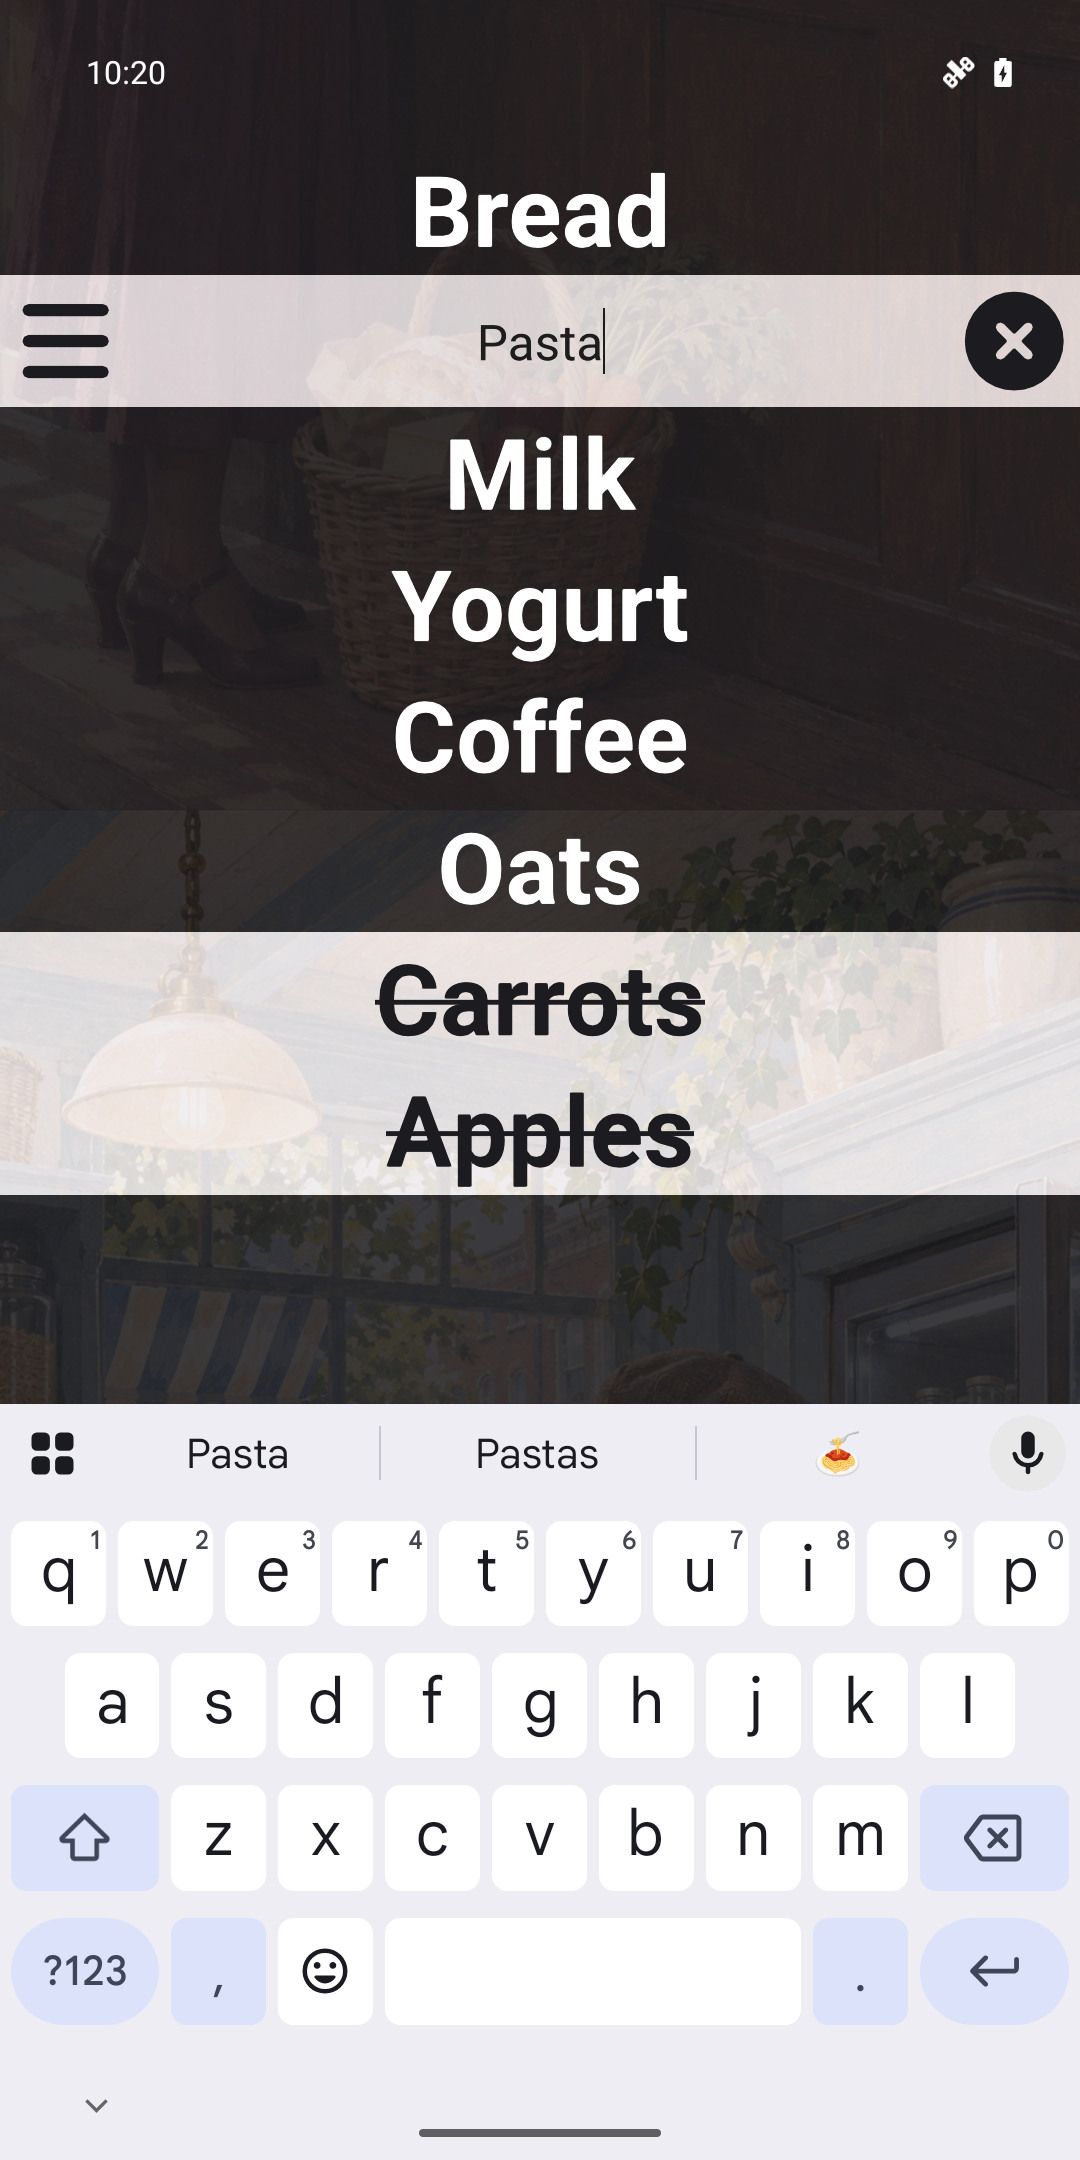 10:20
Bread
Pasta
Milk
Yogurt
Coffee
Oats
Carrots
Apples
Pasta Pastas
q 1 w 2 e 3 r 4 t 5 y 6 u 7 i 8 o 9 p 0
a s d f g h j k l
z x c v b n m
?123 , .